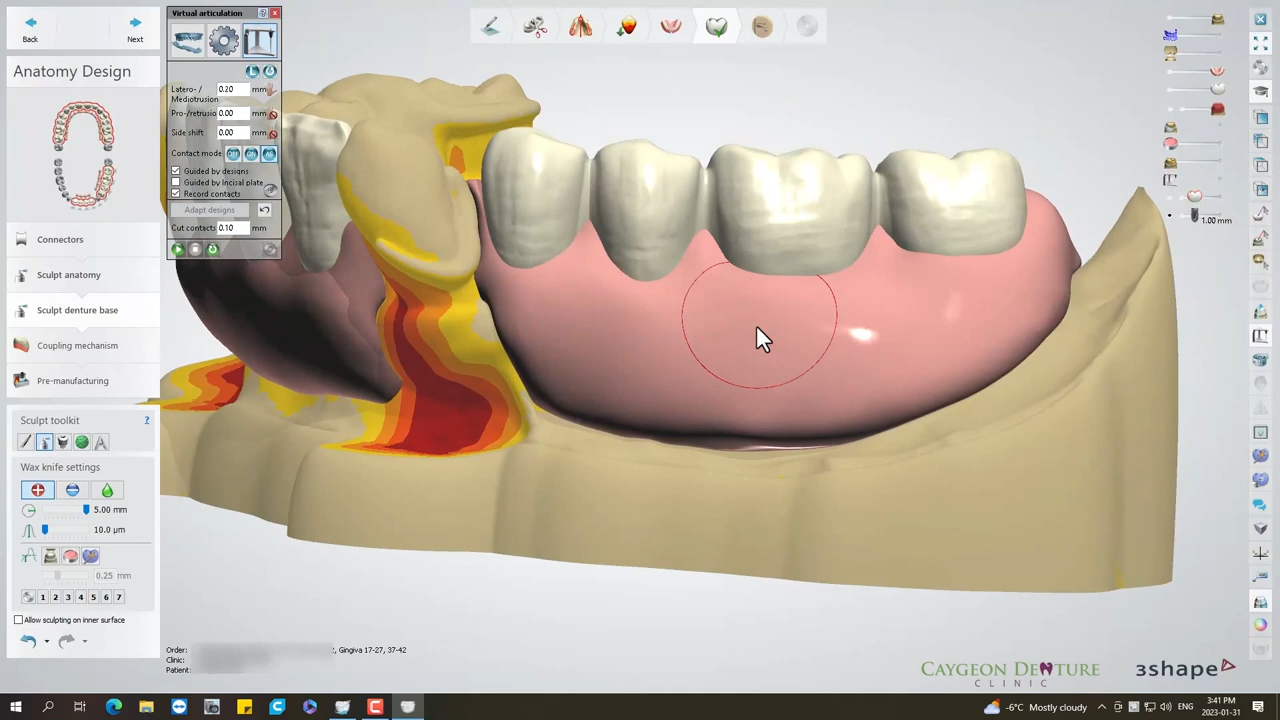 Back
Next
Anatomy Design
Connectors
Sculpt anatomy
Sculpt denture base
Coupling mechanism
Pre-manufacturing
Sculpt toolkit
?
Wax knife settings
5.00 mm
10.0 µm
0.25 mm
1 2 3 4 5 6 7
Allow sculpting on inner surface
Virtual articulation
Latero- / Mediotrusion 0.20 mm
Pro-/retrusio 0.00 mm
Side shift 0.00 mm
Contact mode OFF ON
Guided by designs
Guided by Incisal plate
Record contacts
Adapt designs
Cut contacts 0.10 mm
1.00 mm
Order: , Gingiva 17-27, 37-42
Clinic:
Patient:
CAYGEON DENTURE
CLINIC
3shape
-6°C Mostly cloudy
ENG
3:41 PM
2023-01-31